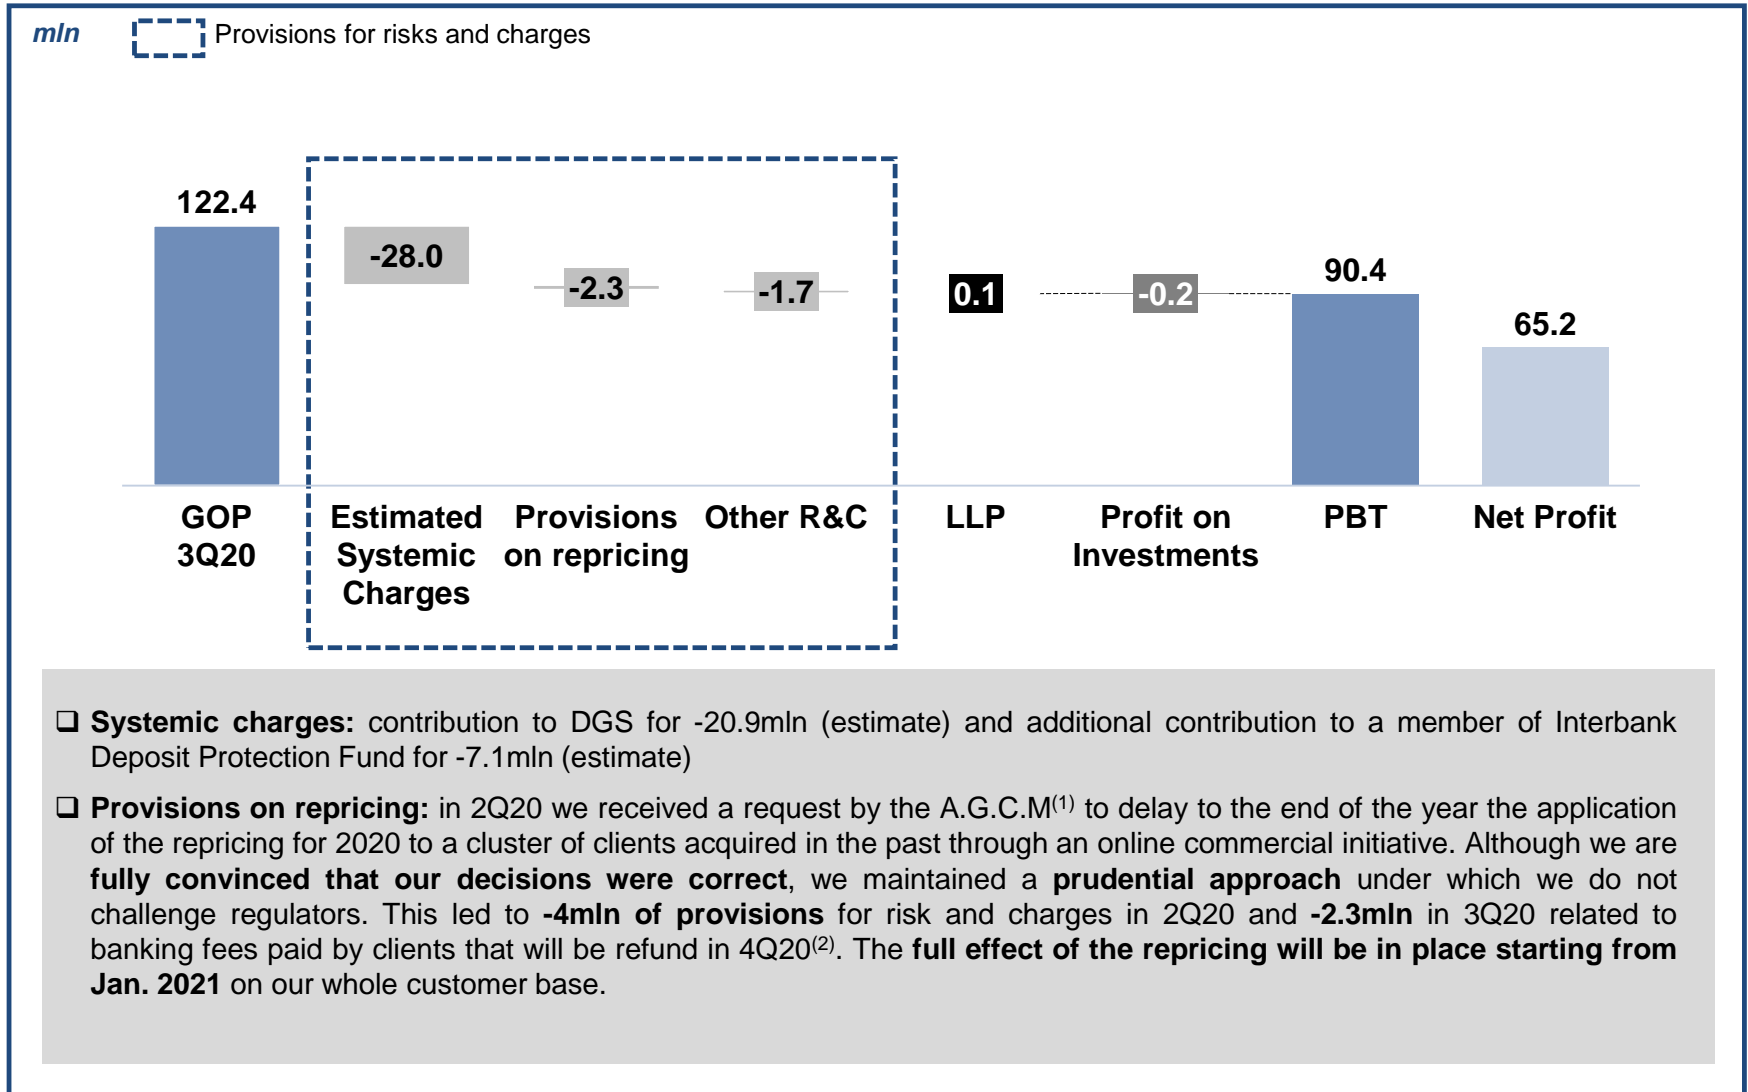 mln
Provisions for risks and charges
122.4
-28.0
-2.3
-1.7
0.1
-0.2
90.4
65.2
GOP
3Q20
Estimated
Systemic
Charges
Provisions
on repricing
Other R&C
LLP
Profit on
Investments
PBT
Net Profit
❑ Systemic charges: contribution to DGS for -20.9mln (estimate) and additional contribution to a member of Interbank
Deposit Protection Fund for -7.1mln (estimate)
❑ Provisions on repricing: in 2Q20 we received a request by the A.G.C.M(1) to delay to the end of the year the application
of the repricing for 2020 to a cluster of clients acquired in the past through an online commercial initiative. Although we are
fully convinced that our decisions were correct, we maintained a prudential approach under which we do not
challenge regulators. This led to -4mln of provisions for risk and charges in 2Q20 and -2.3mln in 3Q20 related to
banking fees paid by clients that will be refund in 4Q20(2). The full effect of the repricing will be in place starting from
Jan. 2021 on our whole customer base.